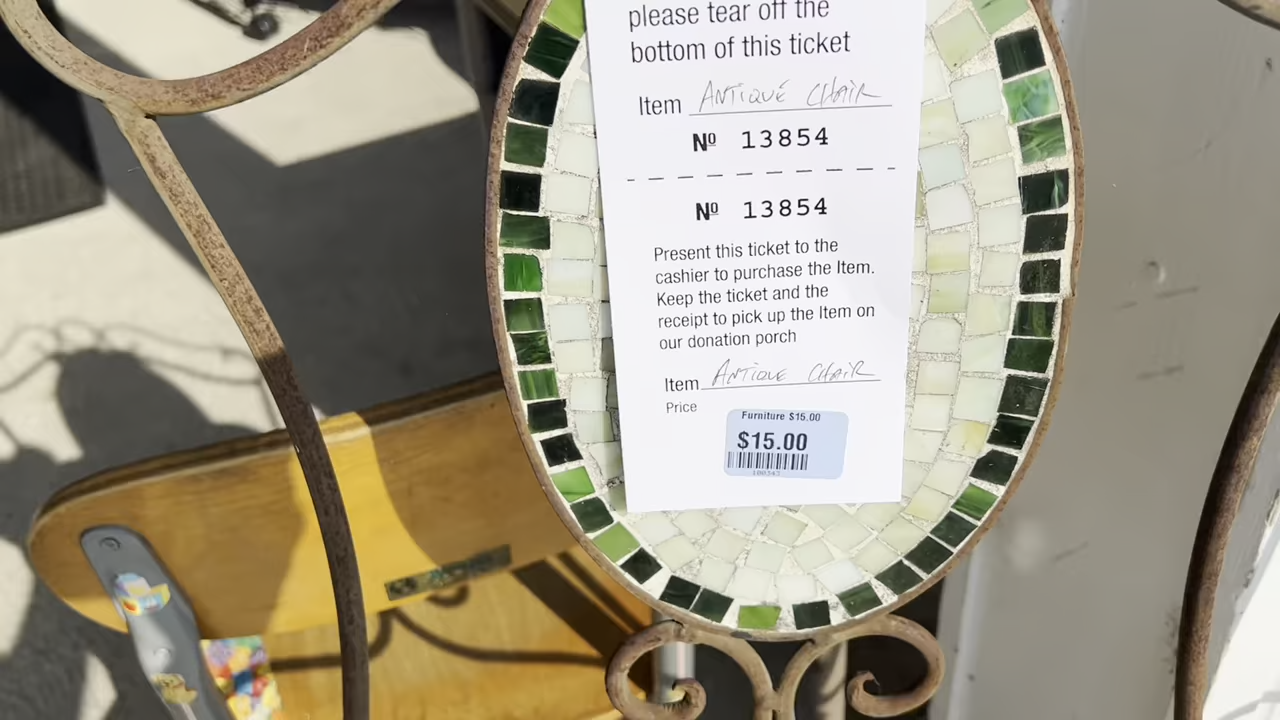 please tear off the
bottom of this ticket
Item ANTIQUE CHAIR
Nº 13854
Nº 13854
Present this ticket to the
cashier to purchase the Item.
Keep the ticket and the
receipt to pick up the Item on
our donation porch
Item ANTIQUE CHAIR
Price
Furniture $15.00
$15.00